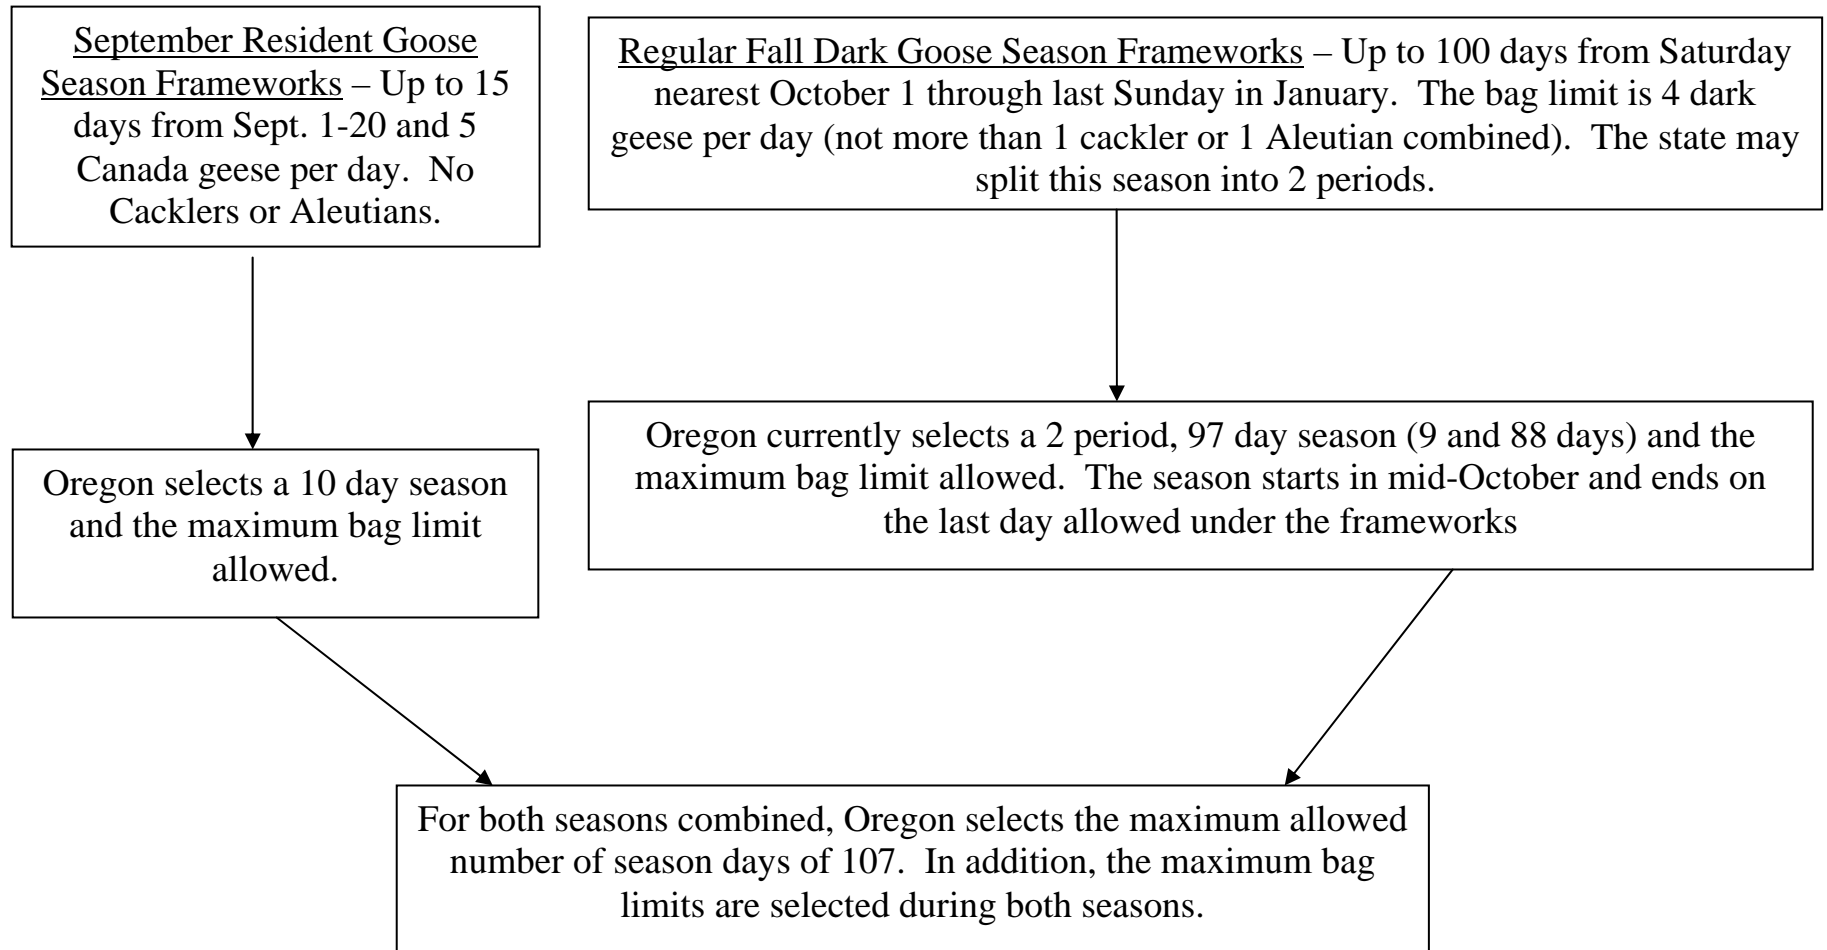 September Resident Goose
Season Frameworks – Up to 15
days from Sept. 1-20 and 5
Canada geese per day.  No
Cacklers or Aleutians.
Regular Fall Dark Goose Season Frameworks – Up to 100 days from Saturday
nearest October 1 through last Sunday in January.  The bag limit is 4 dark
geese per day (not more than 1 cackler or 1 Aleutian combined).  The state may
split this season into 2 periods.
Oregon selects a 10 day season
and the maximum bag limit
allowed.
Oregon currently selects a 2 period, 97 day season (9 and 88 days) and the
maximum bag limit allowed.  The season starts in mid-October and ends on
the last day allowed under the frameworks
For both seasons combined, Oregon selects the maximum allowed
number of season days of 107.  In addition, the maximum bag
limits are selected during both seasons.